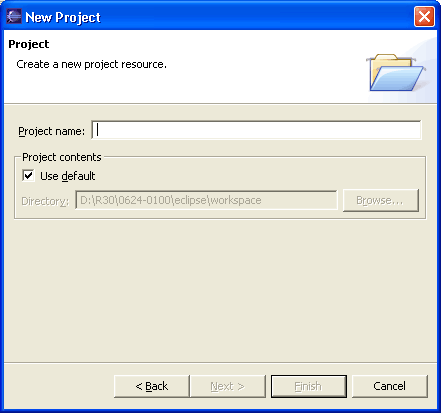 New Project
Project
Create a new project resource.
Project name:
Project contents
Use default
Directory: D:\R30\0624-0100\eclipse\workspace Browse...
< Back Next > Finish Cancel